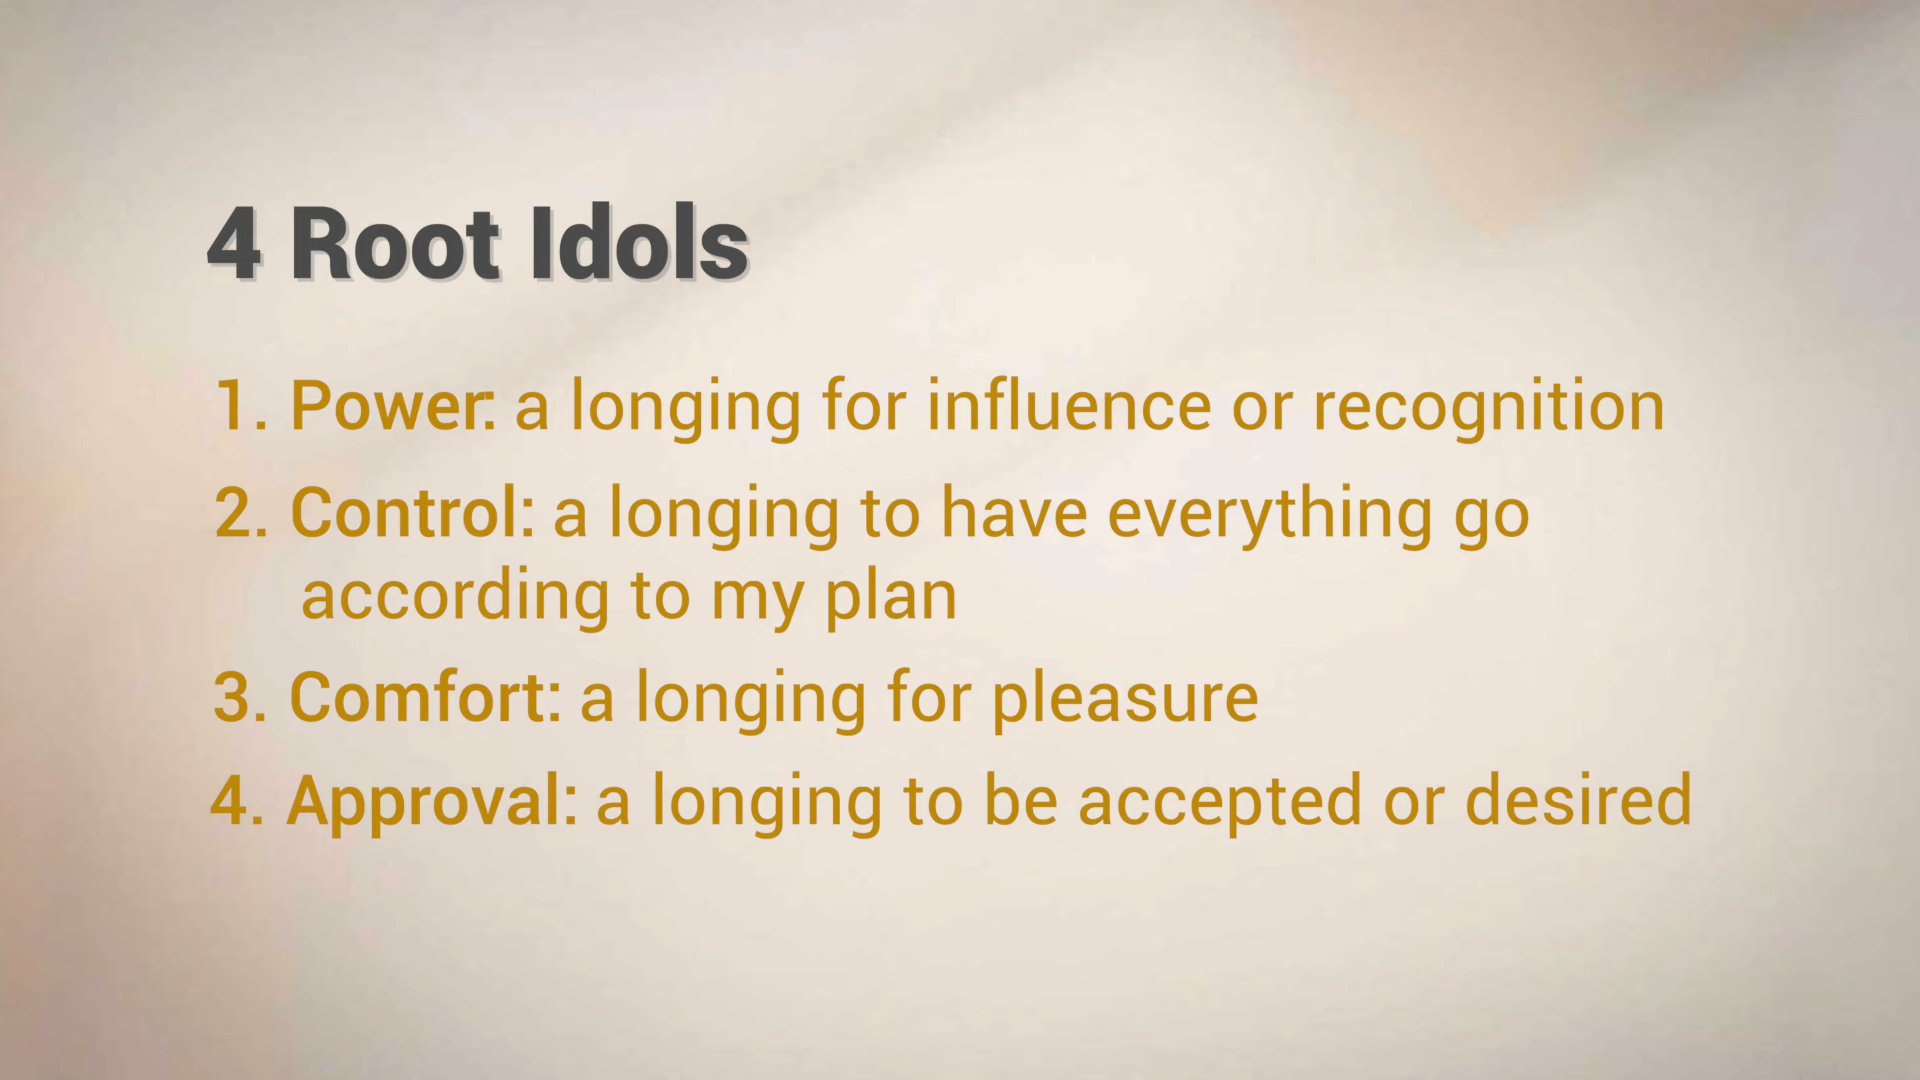 4 Root Idols
1. Power: a longing for influence or recognition
2. Control: a longing to have everything go
according to my plan
3. Comfort: a longing for pleasure
4. Approval: a longing to be accepted or desired